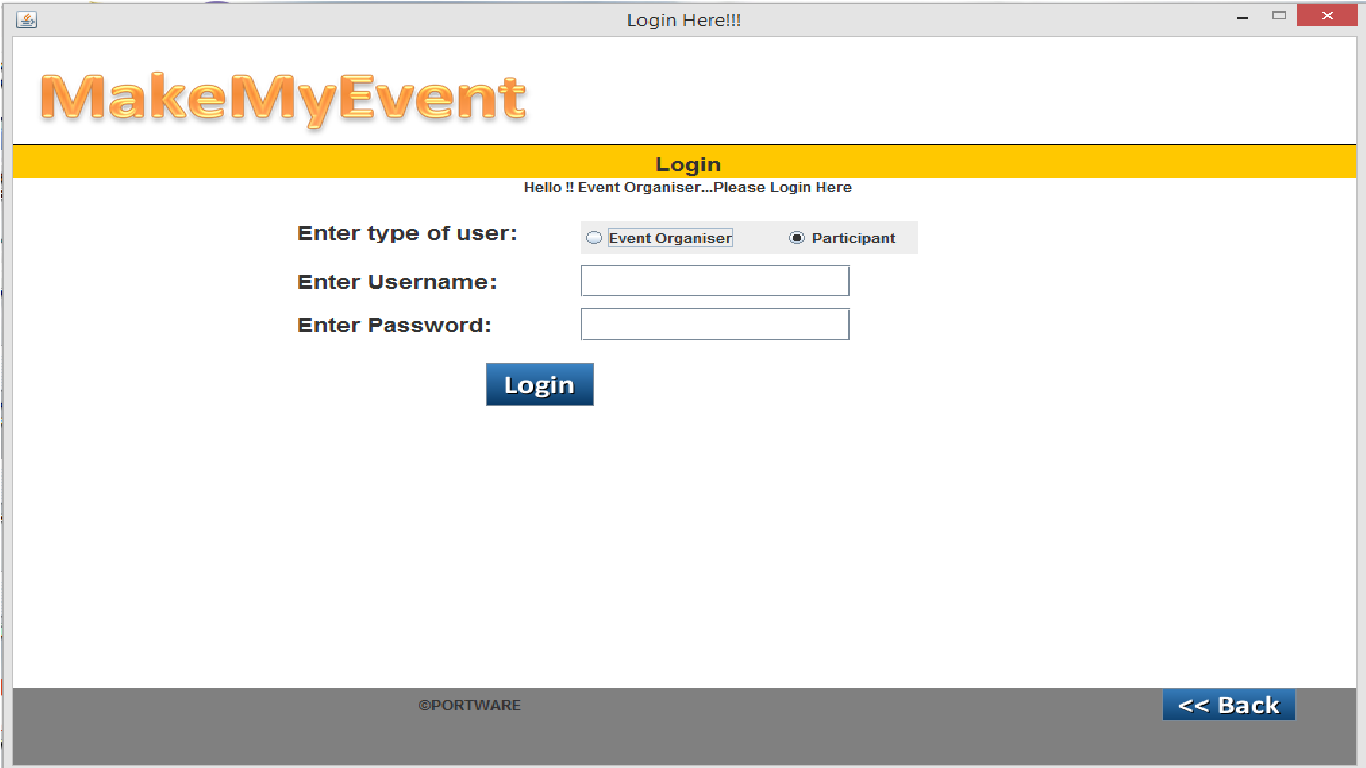 Login Here!!!
MakeMyEvent
Login
Hello !! Event Organiser...Please Login Here
Enter type of user: Event Organiser Participant
Enter Username:
Enter Password:
Login
©PORTWARE << Back